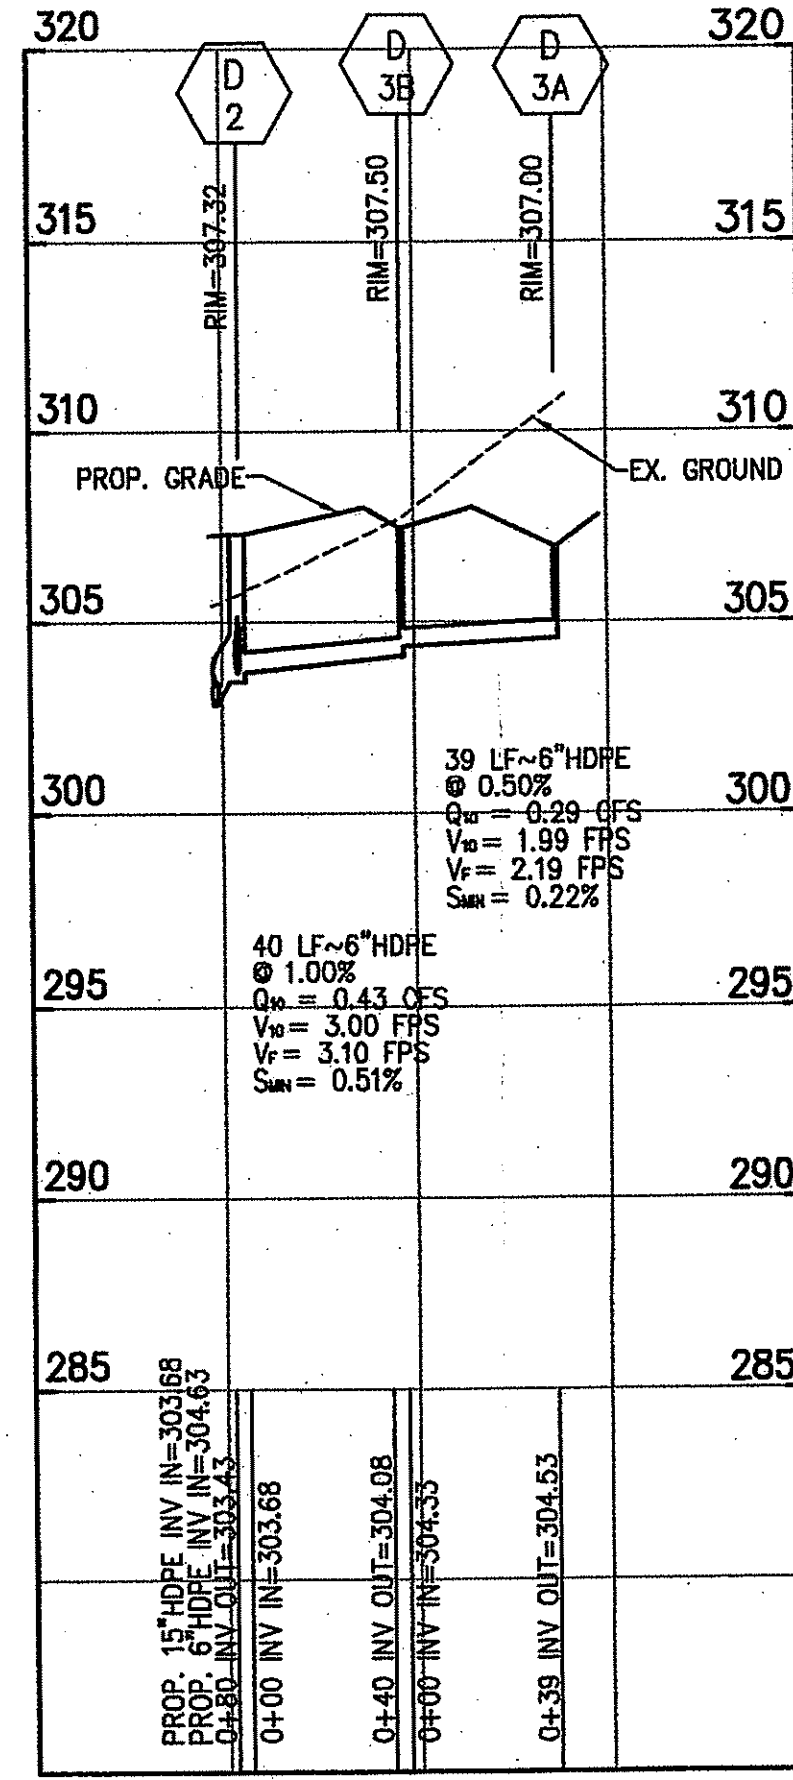 320
320
D
2
D
3B
D
3A
RIM=307.32
RIM=307.50
RIM=307.00
315
315
310
310
PROP. GRADE
EX. GROUND
305
305
39 LF~6"HDPE
@ 0.50%
Q10 = 0.29 CFS
V10 = 1.99 FPS
VF = 2.19 FPS
SMIN = 0.22%
300
300
40 LF~6"HDPE
@ 1.00%
Q10 = 0.43 CFS
V10 = 3.00 FPS
VF = 3.10 FPS
SMIN = 0.51%
295
295
290
290
285
285
PROP. 15"HDPE INV IN=303.68
PROP. 6"HDPE INV IN=304.63
0+80 INV OUT=303.43
0+00 INV IN=303.68
0+40 INV OUT=304.08
0+00 INV IN=304.33
0+39 INV OUT=304.53